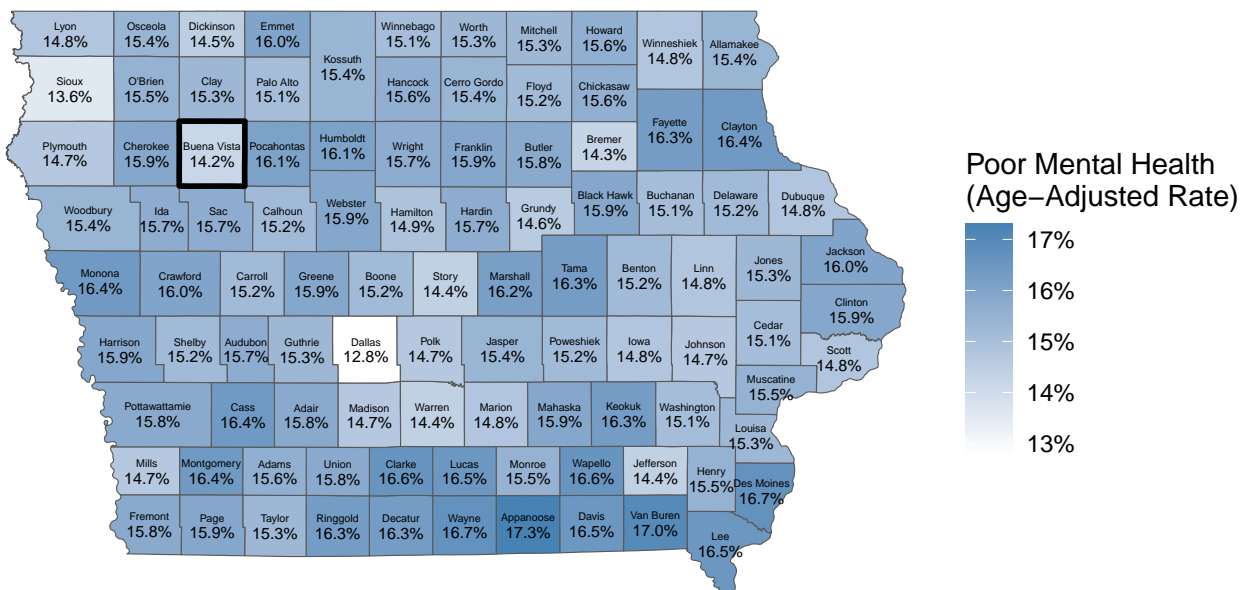 Lyon
14.8%
Osceola
15.4%
Dickinson
14.5%
Emmet
16.0%
Kossuth
15.4%
Winnebago
15.1%
Worth
15.3%
Mitchell
15.3%
Howard
15.6%
Winneshiek
14.8%
Allamakee
15.4%
Sioux
13.6%
O'Brien
15.5%
Clay
15.3%
Palo Alto
15.1%
Hancock
15.6%
Cerro Gordo
15.4%
Floyd
15.2%
Chickasaw
15.6%
Fayette
16.3%
Clayton
16.4%
Plymouth
14.7%
Cherokee
15.9%
Buena Vista
14.2%
Pocahontas
16.1%
Humboldt
16.1%
Wright
15.7%
Franklin
15.9%
Butler
15.8%
Bremer
14.3%
Woodbury
15.4%
Ida
15.7%
Sac
15.7%
Calhoun
15.2%
Webster
15.9%
Hamilton
14.9%
Hardin
15.7%
Grundy
14.6%
Black Hawk
15.9%
Buchanan
15.1%
Delaware
15.2%
Dubuque
14.8%
Monona
16.4%
Crawford
16.0%
Carroll
15.2%
Greene
15.9%
Boone
15.2%
Story
14.4%
Marshall
16.2%
Tama
16.3%
Benton
15.2%
Linn
14.8%
Jones
15.3%
Jackson
16.0%
Clinton
15.9%
Harrison
15.9%
Shelby
15.2%
Audubon
15.7%
Guthrie
15.3%
Dallas
12.8%
Polk
14.7%
Jasper
15.4%
Poweshiek
15.2%
Iowa
14.8%
Johnson
14.7%
Cedar
15.1%
Scott
14.8%
Muscatine
15.5%
Pottawattamie
15.8%
Cass
16.4%
Adair
15.8%
Madison
14.7%
Warren
14.4%
Marion
14.8%
Mahaska
15.9%
Keokuk
16.3%
Washington
15.1%
Louisa
15.3%
Mills
14.7%
Montgomery
16.4%
Adams
15.6%
Union
15.8%
Clarke
16.6%
Lucas
16.5%
Monroe
15.5%
Wapello
16.6%
Jefferson
14.4%
Henry
15.5%
Des Moines
16.7%
Fremont
15.8%
Page
15.9%
Taylor
15.3%
Ringgold
16.3%
Decatur
16.3%
Wayne
16.7%
Appanoose
17.3%
Davis
16.5%
Van Buren
17.0%
Lee
16.5%
Poor Mental Health
(Age−Adjusted Rate)
17%
16%
15%
14%
13%